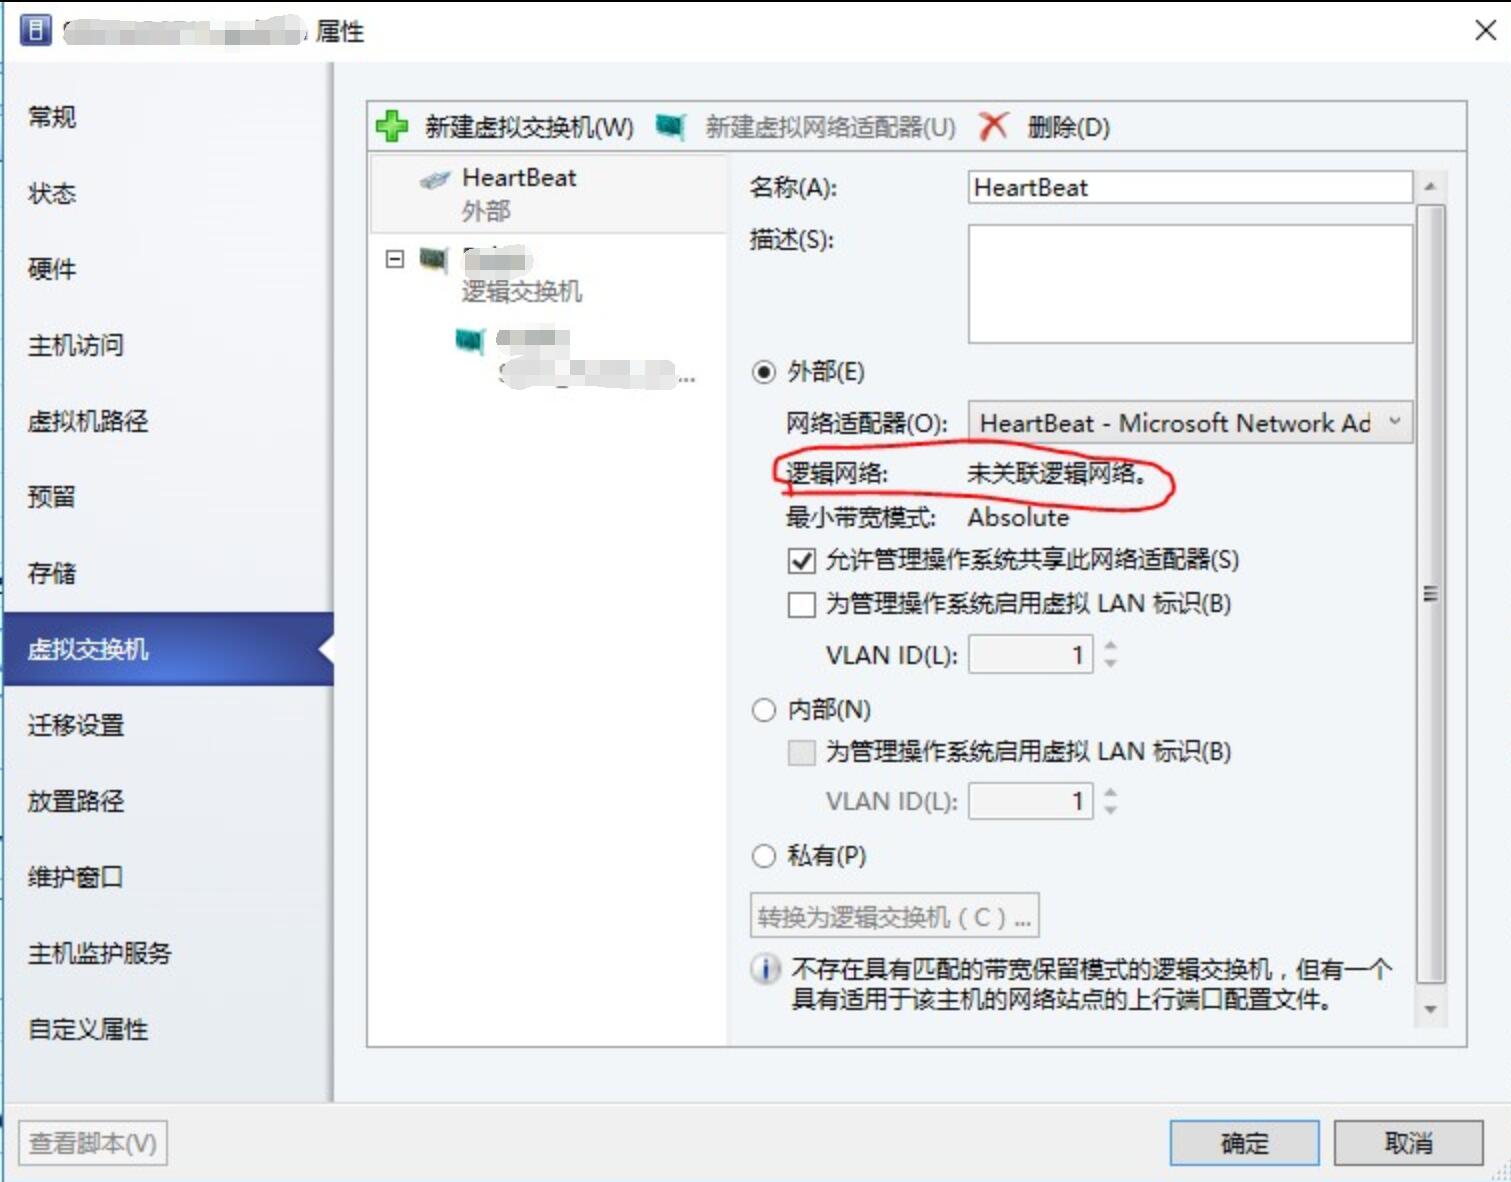 属性
常规
状态
硬件
主机访问
虚拟机路径
预留
存储
虚拟交换机
迁移设置
放置路径
维护窗口
主机监护服务
自定义属性
新建虚拟交换机(W) 新建虚拟网络适配器(U) 删除(D)
HeartBeat
外部
逻辑交换机
...
名称(A): HeartBeat
描述(S):
外部(E)
网络适配器(O): HeartBeat - Microsoft Network Ad
逻辑网络: 未关联逻辑网络。
最小带宽模式: Absolute
允许管理操作系统共享此网络适配器(S)
为管理操作系统启用虚拟 LAN 标识(B)
VLAN ID(L): 1
内部(N)
为管理操作系统启用虚拟 LAN 标识(B)
VLAN ID(L): 1
私有(P)
转换为逻辑交换机 ( C ) ...
不存在具有匹配的带宽保留模式的逻辑交换机，但有一个
具有适用于该主机的网络站点的上行端口配置文件。
查看脚本(V) 确定 取消